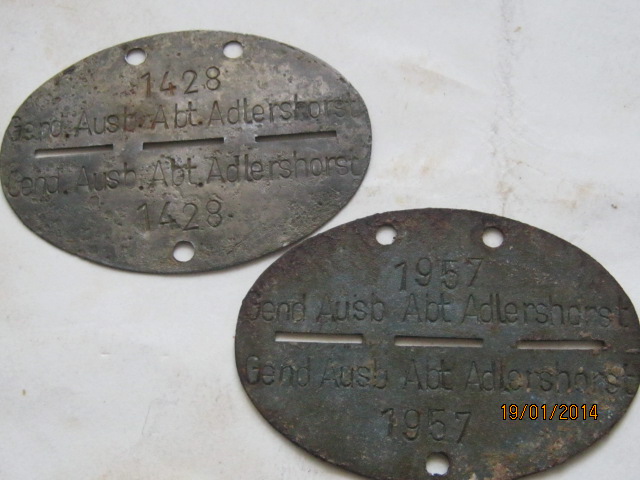 1428
Gend. Ausb. Abt. Adlershorst
Gend. Ausb. Abt. Adlershorst
1428
1957
Gend Ausb Abt Adlershorst
Gend Ausb Abt Adlershorst
1957
19/01/2014